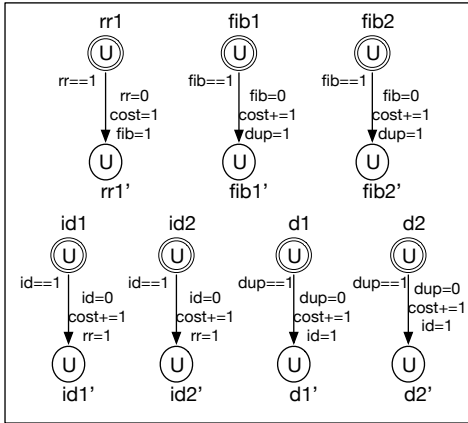 rr1 fib1 fib2
U U U
rr==1 fib==1 fib==1
rr=0 fib=0 fib=0
cost=1 cost+=1 cost+=1
fib=1 dup=1 dup=1
U U U
rr1' fib1' fib2'
id1 id2 d1 d2
U U U U
id==1 id==1 dup==1 dup==1
id=0 id=0 dup=0 dup=0
cost+=1 cost+=1 cost+=1 cost+=1
rr=1 rr=1 id=1 id=1
U U U U
id1' id2' d1' d2'